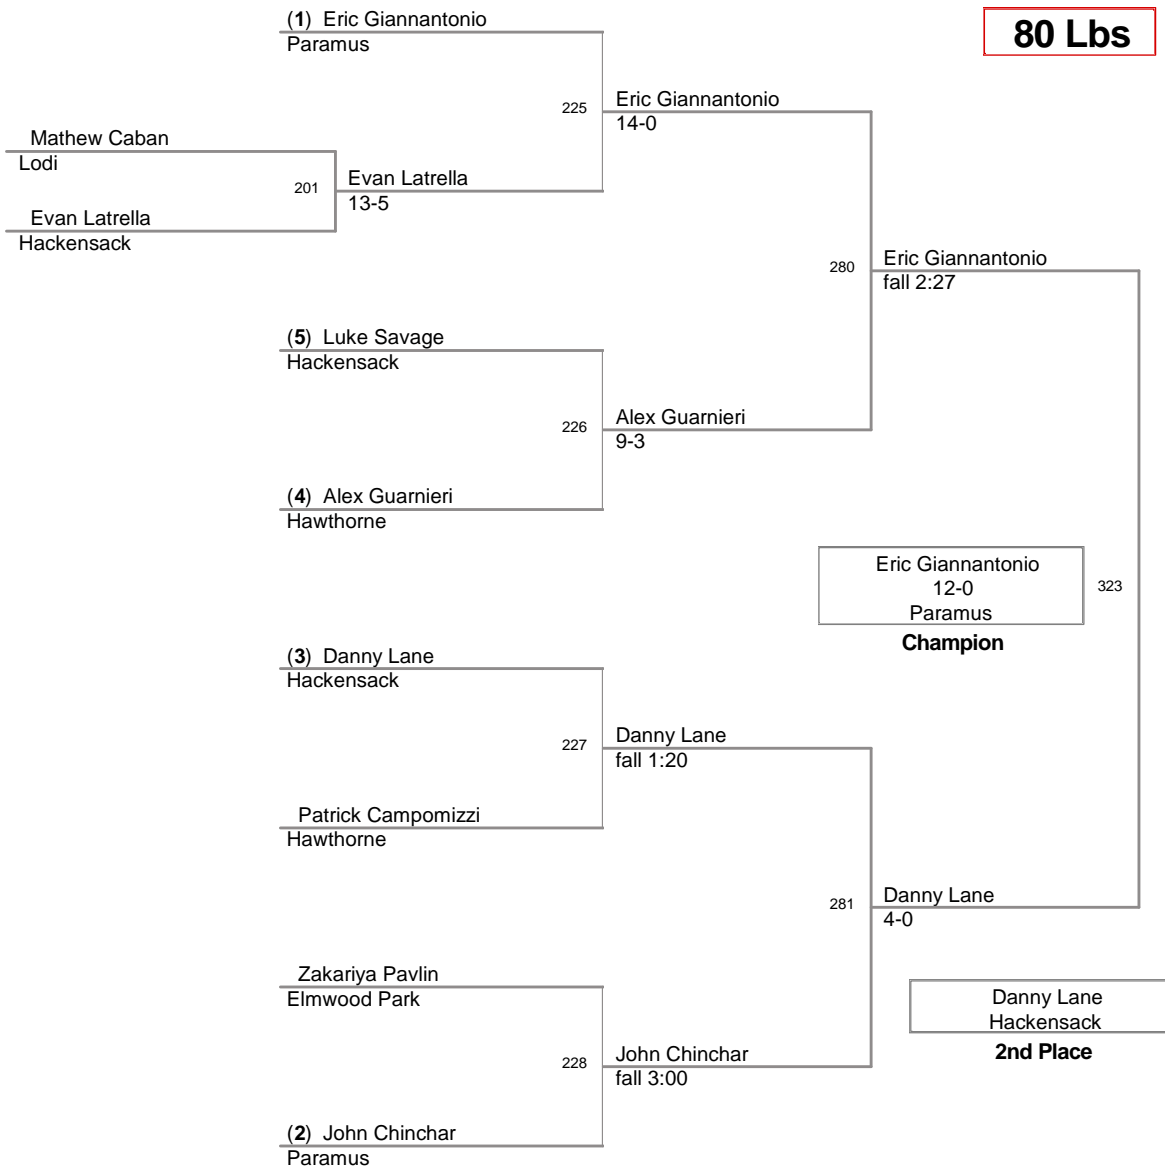 (1) Eric Giannantonio
Paramus
80 Lbs
225
Eric Giannantonio
14-0
Mathew Caban
Lodi
201
Evan Latrella
13-5
Evan Latrella
Hackensack
280
Eric Giannantonio
fall 2:27
(5) Luke Savage
Hackensack
226
Alex Guarnieri
9-3
(4) Alex Guarnieri
Hawthorne
Eric Giannantonio
12-0
Paramus
323
Champion
(3) Danny Lane
Hackensack
227
Danny Lane
fall 1:20
Patrick Campomizzi
Hawthorne
281
Danny Lane
4-0
Zakariya Pavlin
Elmwood Park
Danny Lane
Hackensack
2nd Place
228
John Chinchar
fall 3:00
(2) John Chinchar
Paramus